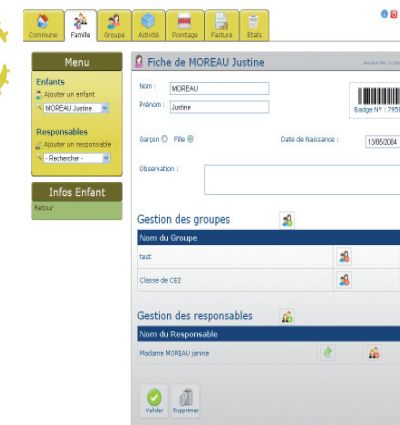 Commune Famille Groupe Activité Pointage Facture Etats
Menu
Enfants
Ajouter un enfant
MOREAU Justine
Responsables
Ajouter un responsable
- Rechercher -
Infos Enfant
Retour
Fiche de MOREAU Justine
Nom : MOREAU
Prénom : Justine
Badge N° : 795
Garçon Fille Date de Naissance : 13/05/2004
Observation :
Gestion des groupes
Nom du Groupe
test
Classe de CE2
Gestion des responsables
Nom du Responsable
Madame MOREAU janine
Valider Supprimer